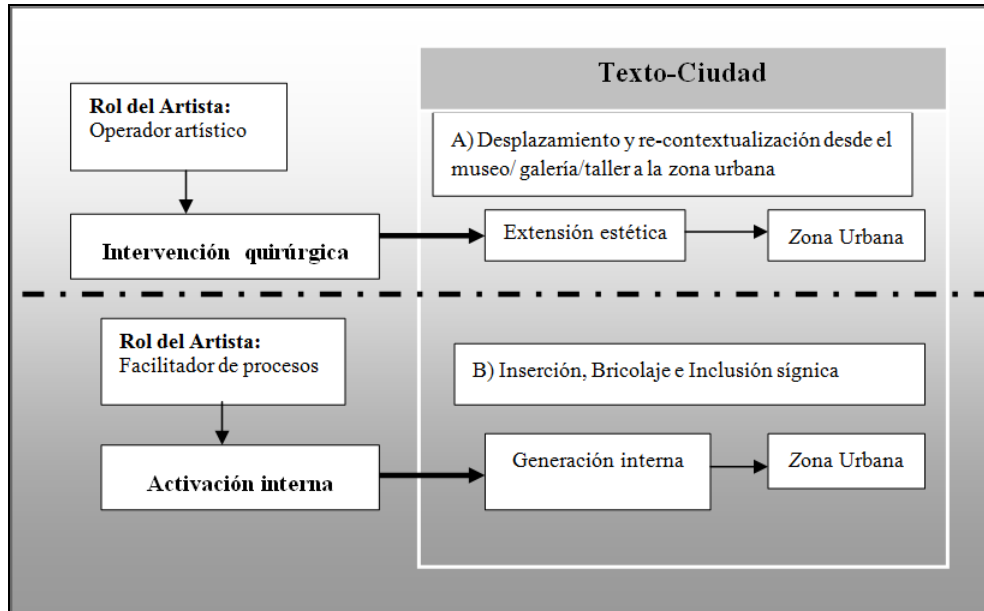 Texto-Ciudad
Rol del Artista:
Operador artístico
A) Desplazamiento y re-contextualización desde el
museo/ galería/taller a la zona urbana
Intervención quirúrgica
Extensión estética
Zona Urbana
Rol del Artista:
Facilitador de procesos
B) Inserción, Bricolaje e Inclusión sígnica
Activación interna
Generación interna
Zona Urbana